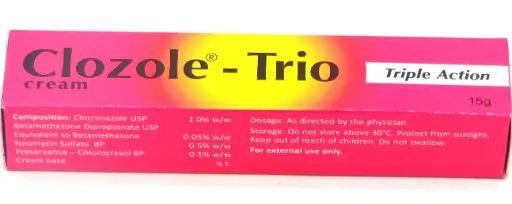 Clozole® - Trio
cream
Triple Action
15g
Composition: Clotrimazole USP 1.0% w/w
Betamethasone Dipropionate USP
Equivalent to Betamethasone 0.05% w/w
Neomycin Sulfate BP 0.5% w/w
Preservative – Chlorocresol BP 0.1% w/w
Cream base q.s
Dosage: As directed by the physician.
Storage: Do not store above 30°C. Protect from sunlight.
Keep out of reach of children. Do not swallow.
For external use only.